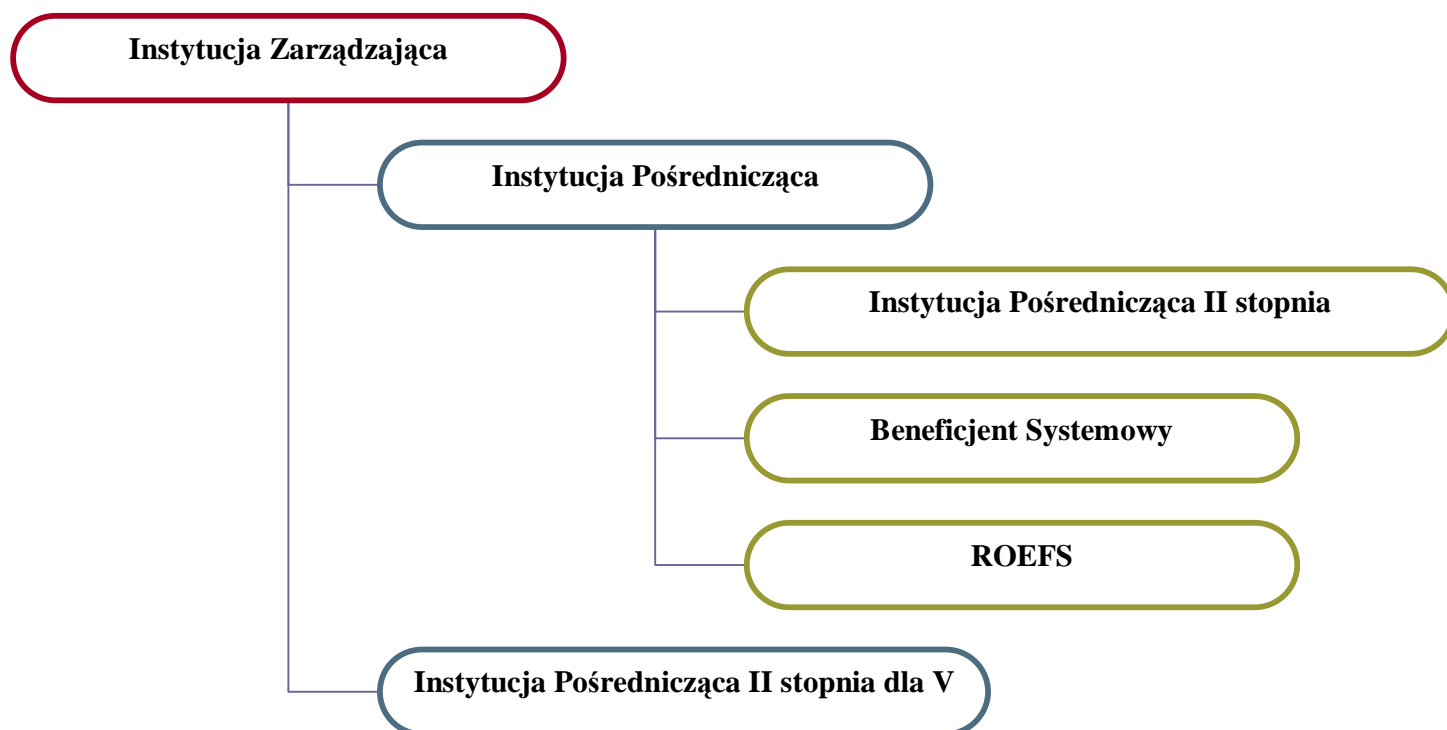 Instytucja Zarządzająca
Instytucja Pośrednicząca
Instytucja Pośrednicząca II stopnia
Beneficjent Systemowy
ROEFS
Instytucja Pośrednicząca II stopnia dla V